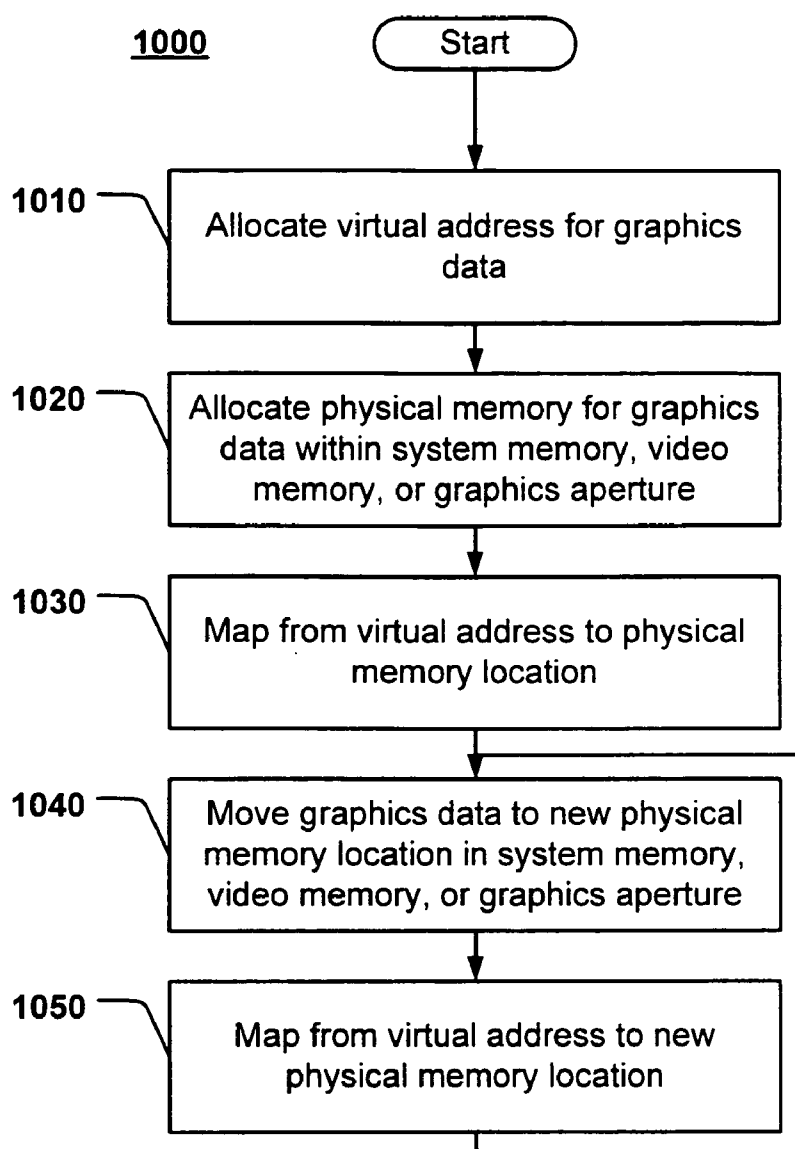 1000
Start
1010
Allocate virtual address for graphics
data
1020
Allocate physical memory for graphics
data within system memory, video
memory, or graphics aperture
1030
Map from virtual address to physical
memory location
1040
Move graphics data to new physical
memory location in system memory,
video memory, or graphics aperture
1050
Map from virtual address to new
physical memory location